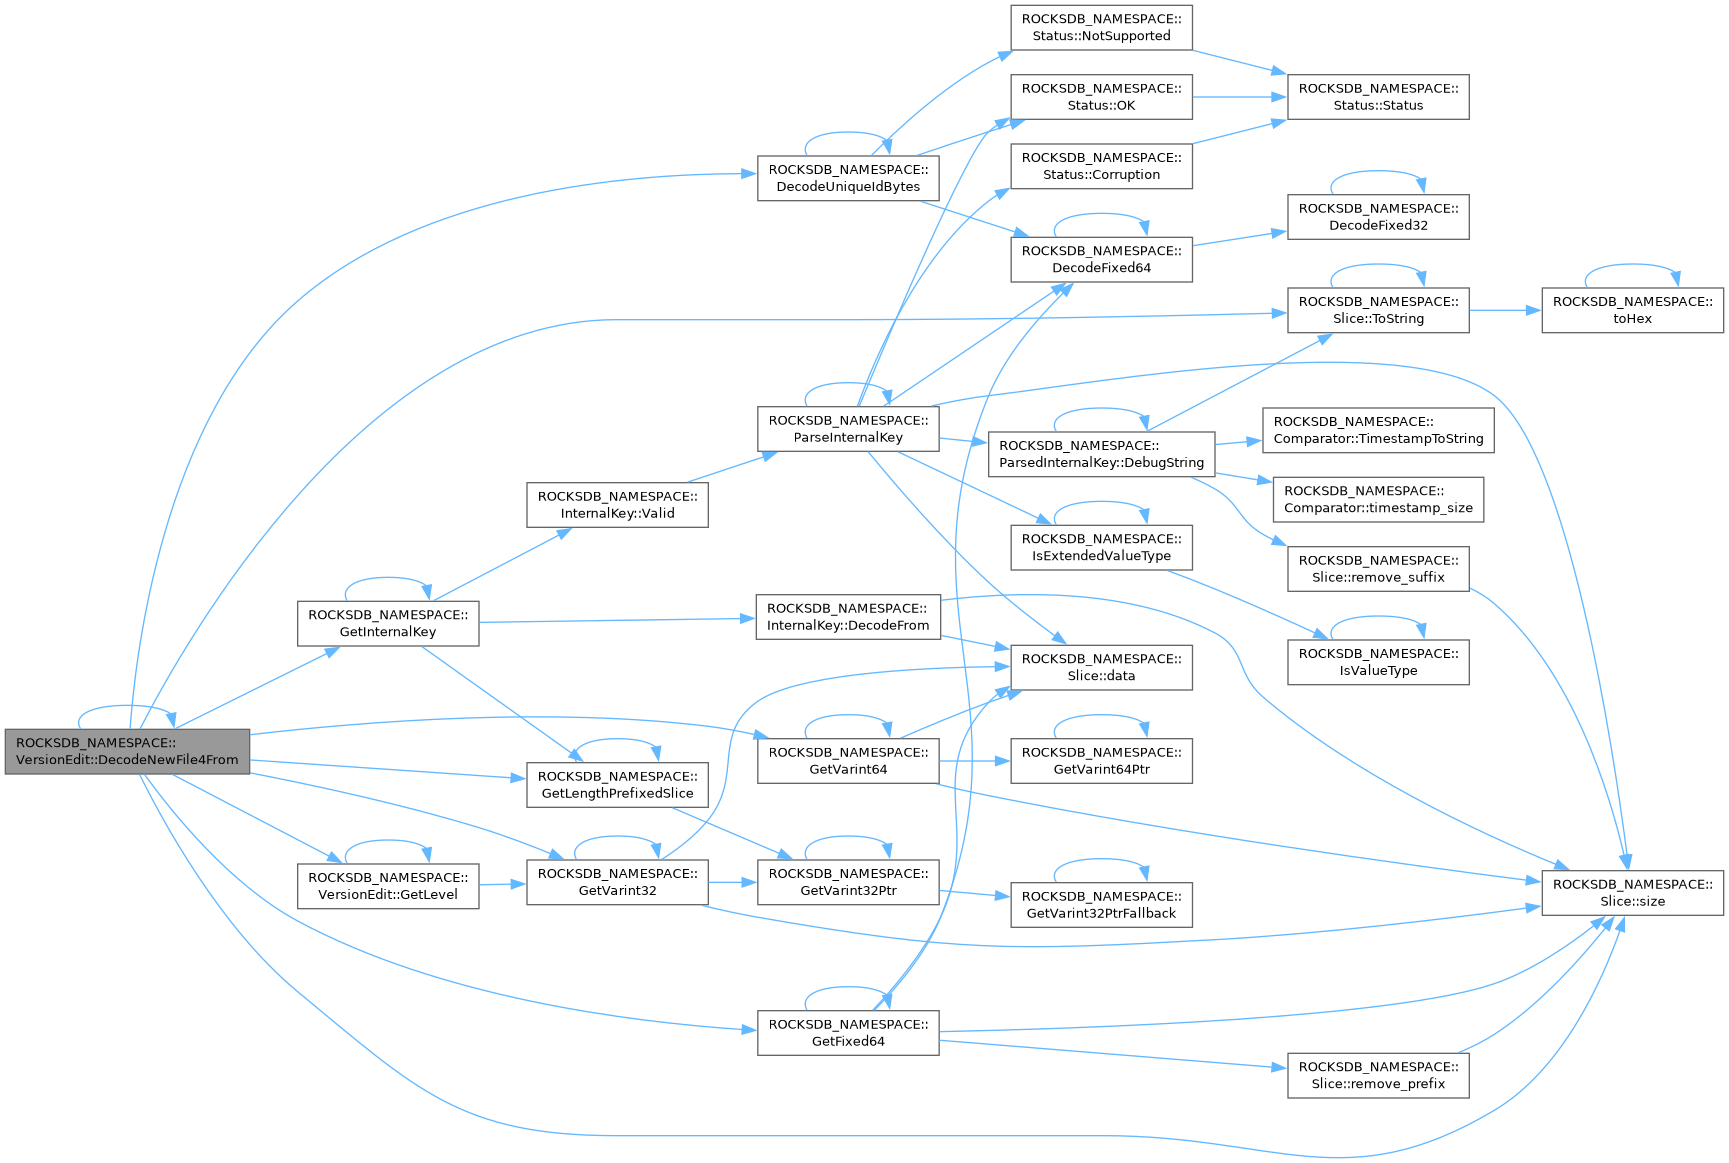 ROCKSDB_NAMESPACE::
VersionEdit::DecodeNewFile4From
ROCKSDB_NAMESPACE::
GetInternalKey
ROCKSDB_NAMESPACE::
VersionEdit::GetLevel
ROCKSDB_NAMESPACE::
InternalKey::Valid
ROCKSDB_NAMESPACE::
GetLengthPrefixedSlice
ROCKSDB_NAMESPACE::
GetVarint32
ROCKSDB_NAMESPACE::
DecodeUniqueIdBytes
ROCKSDB_NAMESPACE::
ParseInternalKey
ROCKSDB_NAMESPACE::
InternalKey::DecodeFrom
ROCKSDB_NAMESPACE::
GetVarint64
ROCKSDB_NAMESPACE::
GetVarint32Ptr
ROCKSDB_NAMESPACE::
GetFixed64
ROCKSDB_NAMESPACE::
Status::NotSupported
ROCKSDB_NAMESPACE::
Status::OK
ROCKSDB_NAMESPACE::
Status::Corruption
ROCKSDB_NAMESPACE::
DecodeFixed64
ROCKSDB_NAMESPACE::
ParsedInternalKey::DebugString
ROCKSDB_NAMESPACE::
IsExtendedValueType
ROCKSDB_NAMESPACE::
Slice::data
ROCKSDB_NAMESPACE::
GetVarint64Ptr
ROCKSDB_NAMESPACE::
GetVarint32PtrFallback
ROCKSDB_NAMESPACE::
Status::Status
ROCKSDB_NAMESPACE::
DecodeFixed32
ROCKSDB_NAMESPACE::
Slice::ToString
ROCKSDB_NAMESPACE::
Comparator::TimestampToString
ROCKSDB_NAMESPACE::
Comparator::timestamp_size
ROCKSDB_NAMESPACE::
Slice::remove_suffix
ROCKSDB_NAMESPACE::
IsValueType
ROCKSDB_NAMESPACE::
Slice::remove_prefix
ROCKSDB_NAMESPACE::
toHex
ROCKSDB_NAMESPACE::
Slice::size